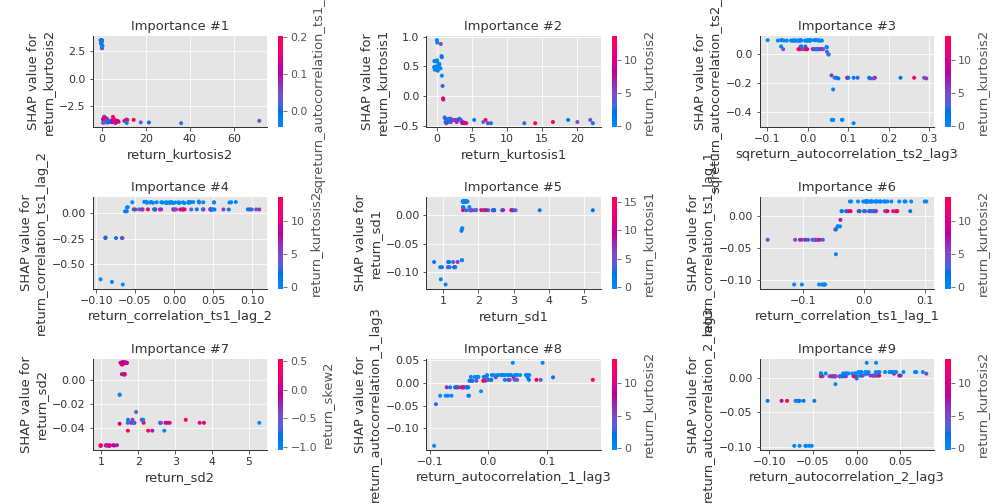 Importance #1
SHAP value for
return_kurtosis2
2.5
0.0
−2.5
0
20
40
60
return_kurtosis2
0.2
0.1
0.0
Importance #2
SHAP value for
return_kurtosis1
1.0
0.5
0.0
−0.5
0
5
10
15
20
return_kurtosis1
10
5
0
return_kurtosis2
Importance #3
SHAP value for
0.0
−0.2
−0.4
−0.1
0.0
0.1
0.2
0.3
sqreturn_autocorrelation_ts2_lag3
10
5
0
return_kurtosis2
Importance #4
SHAP value for
return_correlation_ts1_lag_2
0.00
−0.25
−0.50
−0.10
−0.05
0.00
0.05
0.10
return_correlation_ts1_lag_2
10
5
0
return_kurtosis2
Importance #5
SHAP value for
return_sd1
0.00
−0.05
−0.10
1
2
3
4
5
return_sd1
15
10
5
0
return_kurtosis1
Importance #6
SHAP value for
return_correlation_ts1_lag_1
0.00
−0.05
−0.10
−0.1
0.0
0.1
return_correlation_ts1_lag_1
10
5
0
return_kurtosis2
Importance #7
SHAP value for
return_sd2
0.00
−0.02
−0.04
1
2
3
4
5
return_sd2
0.5
0.0
−0.5
−1.0
return_skew2
Importance #8
SHAP value for
return_autocorrelation_1_lag3
0.05
0.00
−0.05
−0.10
−0.1
0.0
0.1
return_autocorrelation_1_lag3
10
5
0
return_kurtosis2
Importance #9
SHAP value for
return_autocorrelation_2_lag3
0.00
−0.05
−0.10
−0.10
−0.05
0.00
0.05
return_autocorrelation_2_lag3
10
5
0
return_kurtosis2